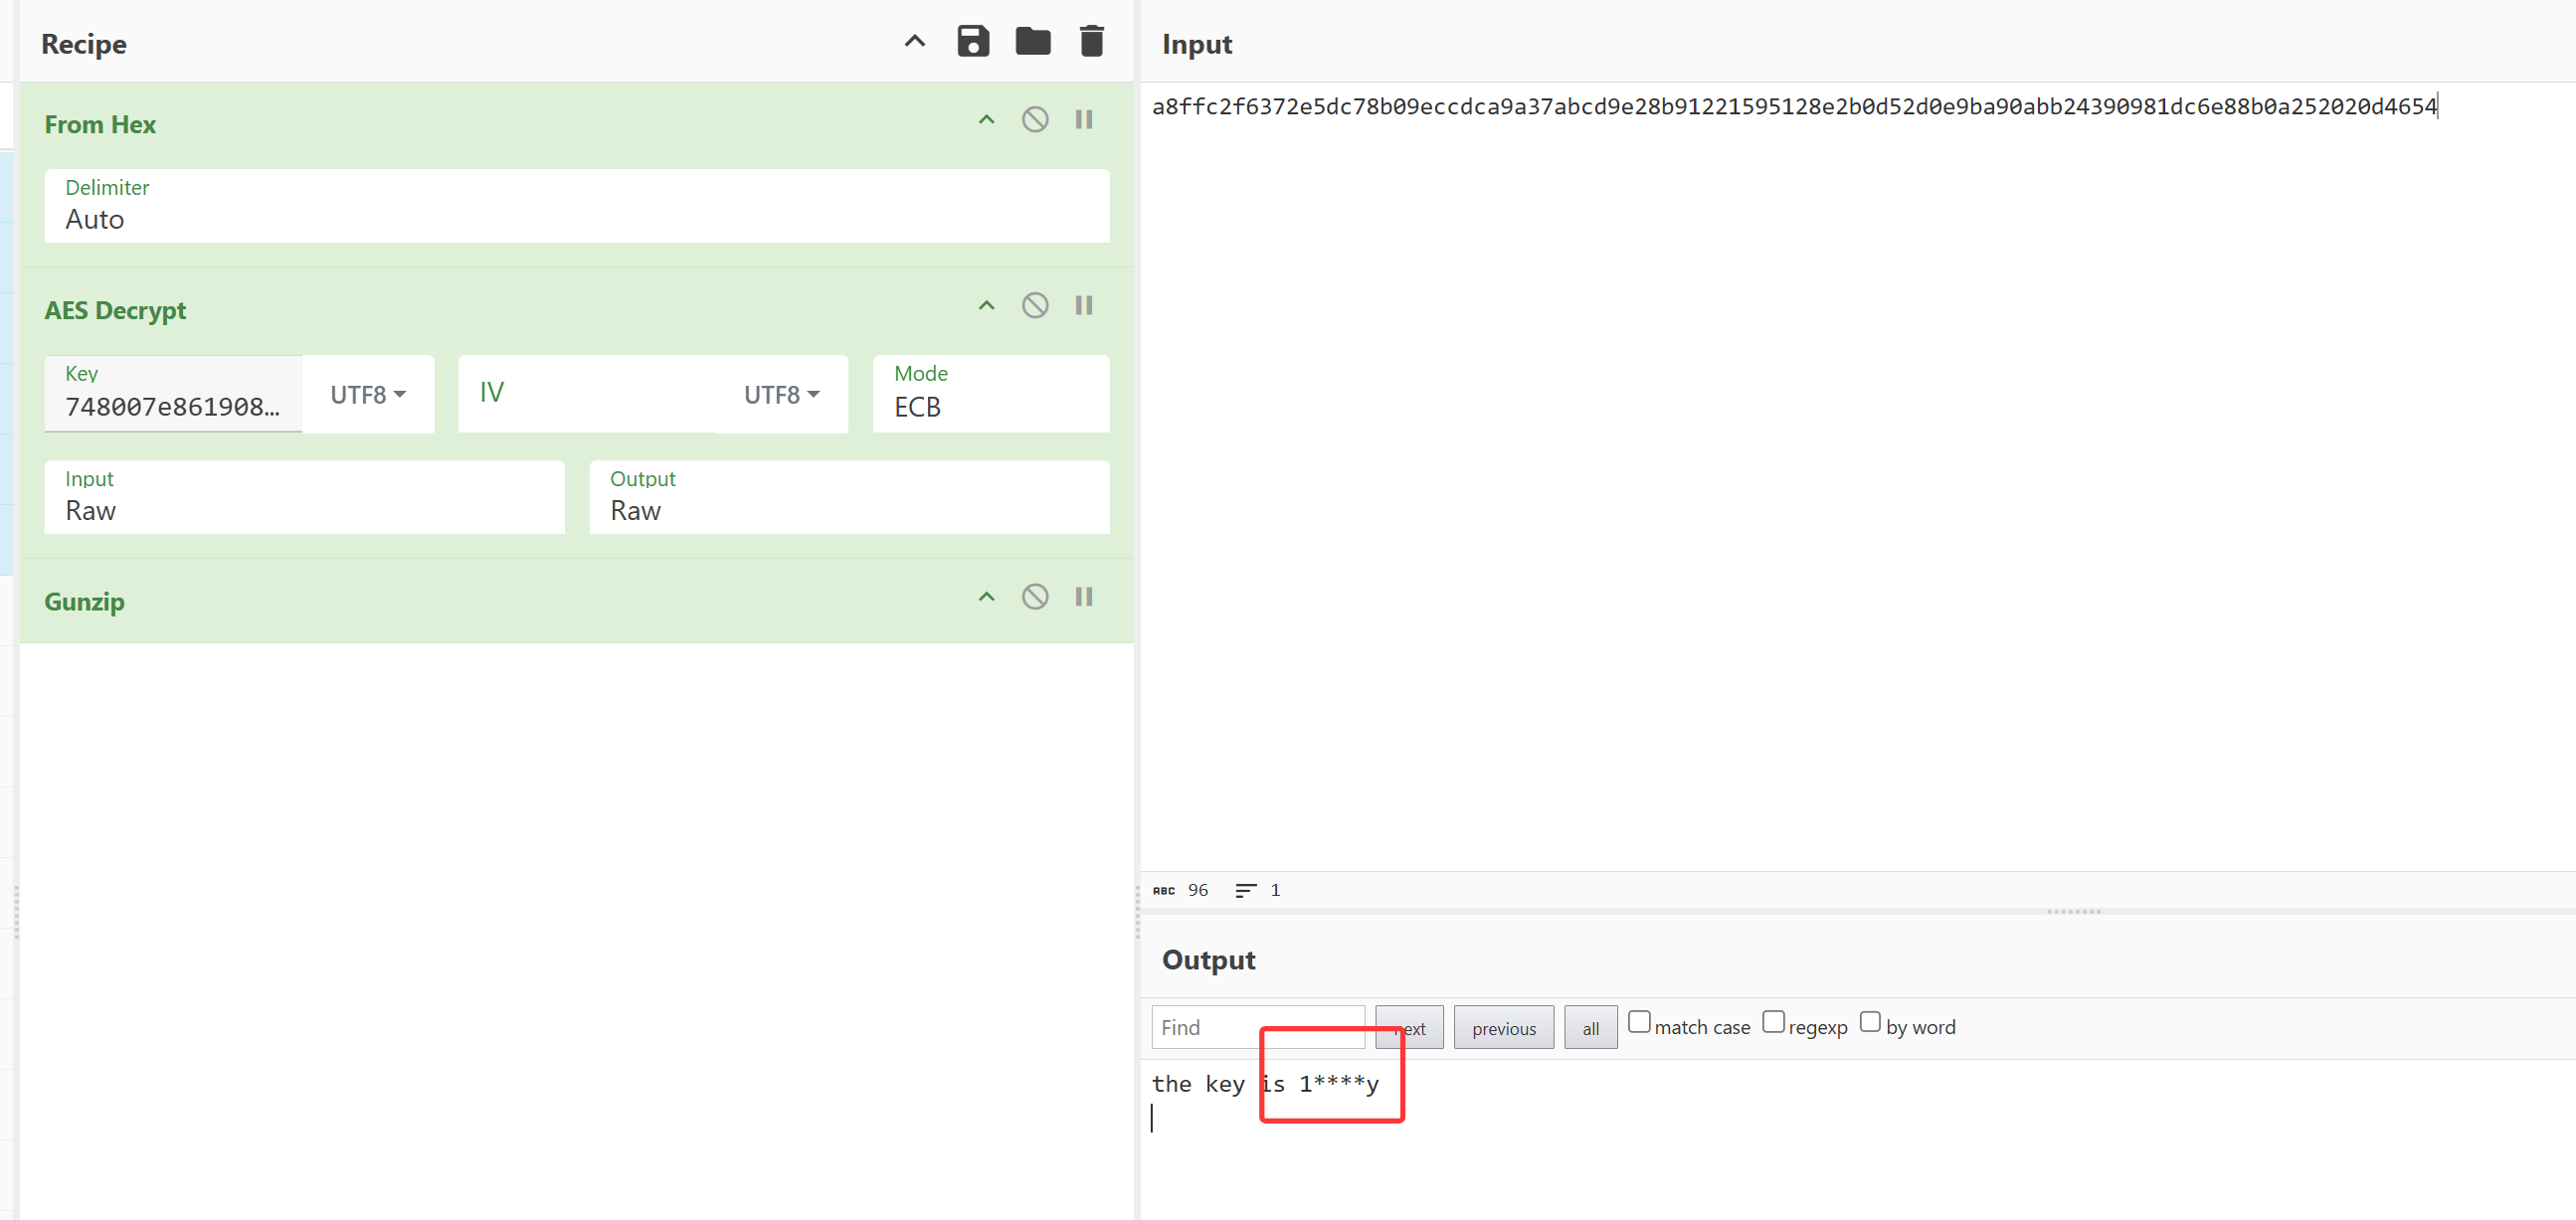 Recipe
From Hex
Delimiter
Auto
AES Decrypt
Key
748007e861908...
UTF8
IV
UTF8
Mode
ECB
Input
Raw
Output
Raw
Gunzip
Input
a8ffc2f6372e5dc78b09eccdca9a37abcd9e28b91221595128e2b0d52d0e9ba90abb24390981dc6e88b0a252020d4654
ABC 96 1
Output
Find next previous all match case regexp by word
the key is 1****y